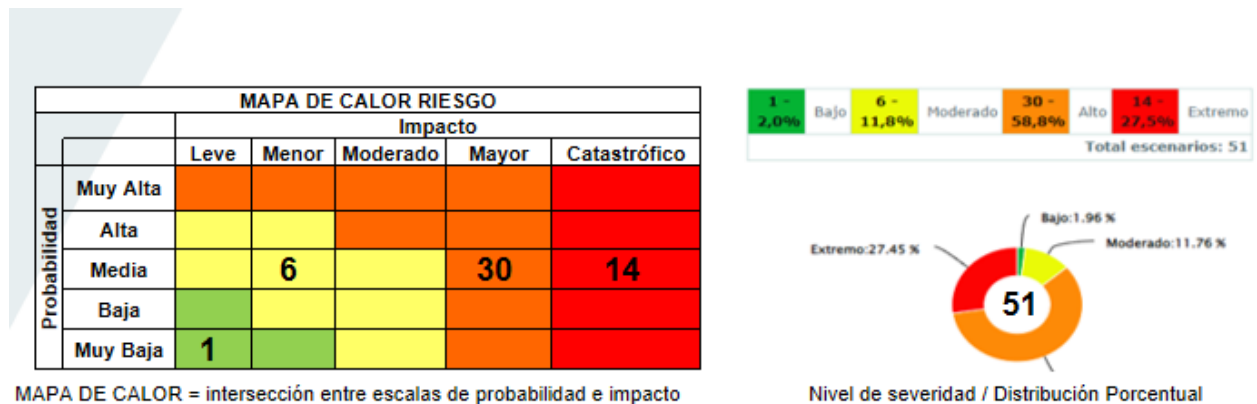 MAPA DE CALOR RIESGO
Impacto
Leve Menor Moderado Mayor Catastrófico
Probabilidad
Muy Alta
Alta
Media 6 30 14
Baja
Muy Baja 1
MAPA DE CALOR = intersección entre escalas de probabilidad e impacto
1 - 2,0% Bajo 6 - 11,8% Moderado 30 - 58,8% Alto 14 - 27,5% Extremo
Total escenarios: 51
Bajo:1.96 %
Moderado:11.76 %
Extremo:27.45 %
51
Nivel de severidad / Distribución Porcentual